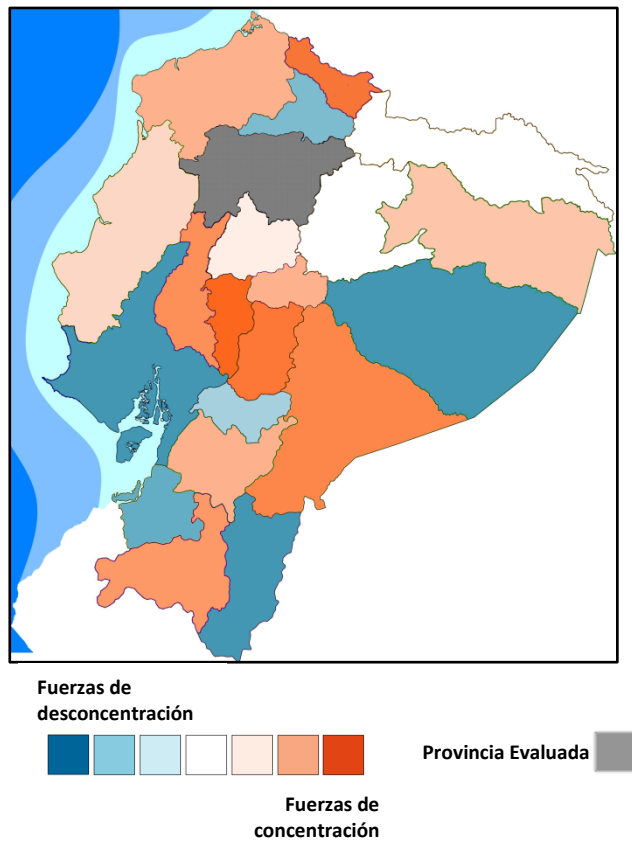 Fuerzas de
desconcentración
Provincia Evaluada
Fuerzas de
concentración